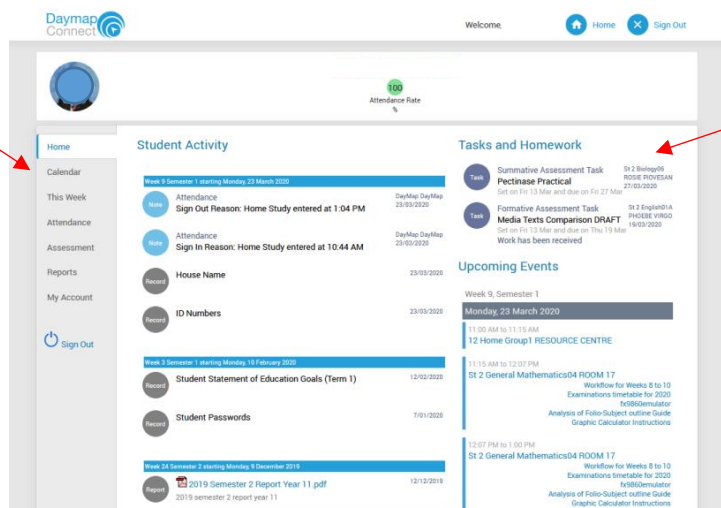 Daymap
Connect
Welcome,
Home
Sign Out
100
Attendance Rate
%
Home
Calendar
This Week
Attendance
Assessment
Reports
My Account
Sign Out
Student Activity
Week 9 Semester 1 starting Monday, 23 March 2020
Note
Attendance
Sign Out Reason: Home Study entered at 1:04 PM
DayMap DayMap
23/03/2020
Note
Attendance
Sign In Reason: Home Study entered at 10:44 AM
DayMap DayMap
23/03/2020
Record
House Name
23/03/2020
Record
ID Numbers
23/03/2020
Week 3 Semester 1 starting Monday, 10 February 2020
Record
Student Statement of Education Goals (Term 1)
12/02/2020
Record
Student Passwords
7/01/2020
Week 24 Semester 2 starting Monday, 9 December 2019
Report
2019 Semester 2 Report Year 11.pdf
12/12/2019
2019 semester 2 report year 11
Tasks and Homework
Task
Summative Assessment Task
Pectinase Practical
Set on Fri 13 Mar and due on Fri 27 Mar
St 2 Biology05
ROSIE PIOVESAN
27/03/2020
Task
Formative Assessment Task
Media Texts Comparison DRAFT
Set on Fri 13 Mar and due on Thu 19 Mar
Work has been received
St 2 English01A
PHOEBE VIRGO
19/03/2020
Upcoming Events
Week 9, Semester 1
Monday, 23 March 2020
11:00 AM to 11:15 AM
12 Home Group1 RESOURCE CENTRE
11:15 AM to 12:07 PM
St 2 General Mathematics04 ROOM 17
Workflow for Weeks 8 to 10
Examinations timetable for 2020
fx9860emulator
Analysis of Folio-Subject outline Guide
Graphic Calculator Instructions
12:07 PM to 1:00 PM
St 2 General Mathematics04 ROOM 17
Workflow for Weeks 8 to 10
Examinations timetable for 2020
fx9860emulator
Analysis of Folio-Subject outline Guide
Graphic Calculator Instructions